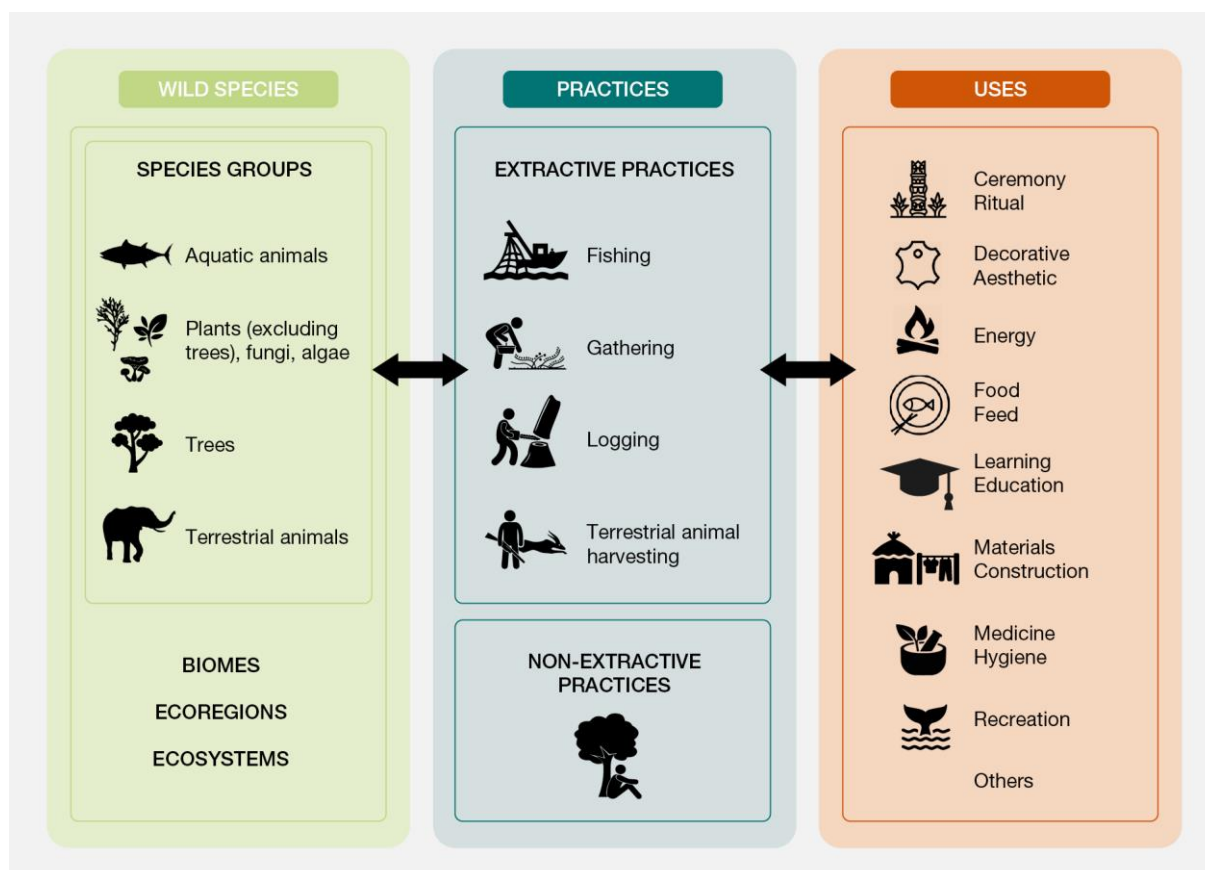 WILD SPECIES
SPECIES GROUPS
Aquatic animals
Plants (excluding
trees), fungi, algae
Trees
Terrestrial animals
BIOMES
ECOREGIONS
ECOSYSTEMS
PRACTICES
EXTRACTIVE PRACTICES
Fishing
Gathering
Logging
Terrestrial animal
harvesting
NON-EXTRACTIVE
PRACTICES
USES
Ceremony
Ritual
Decorative
Aesthetic
Energy
Food
Feed
Learning
Education
Materials
Construction
Medicine
Hygiene
Recreation
Others